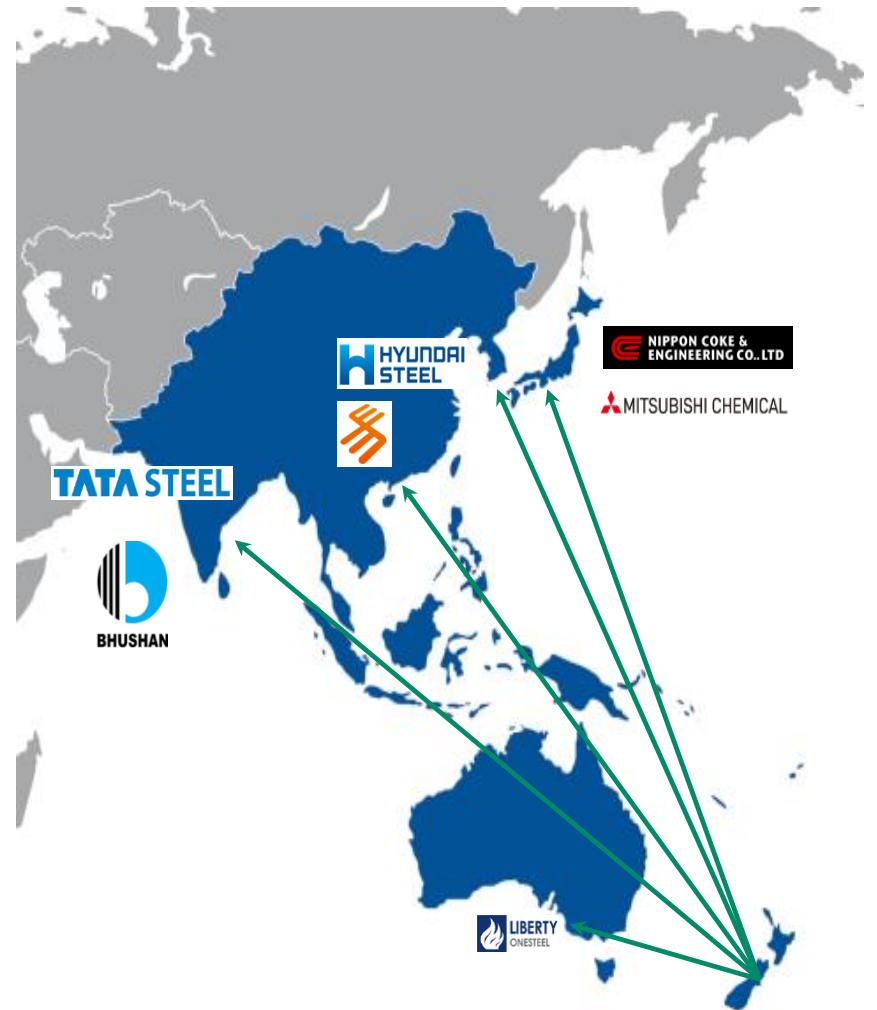 HYUNDAI
STEEL
NIPPON COKE &
ENGINEERING CO.,LTD
MITSUBISHI CHEMICAL
TATA STEEL
BHUSHAN
LIBERTY
ONESTEEL